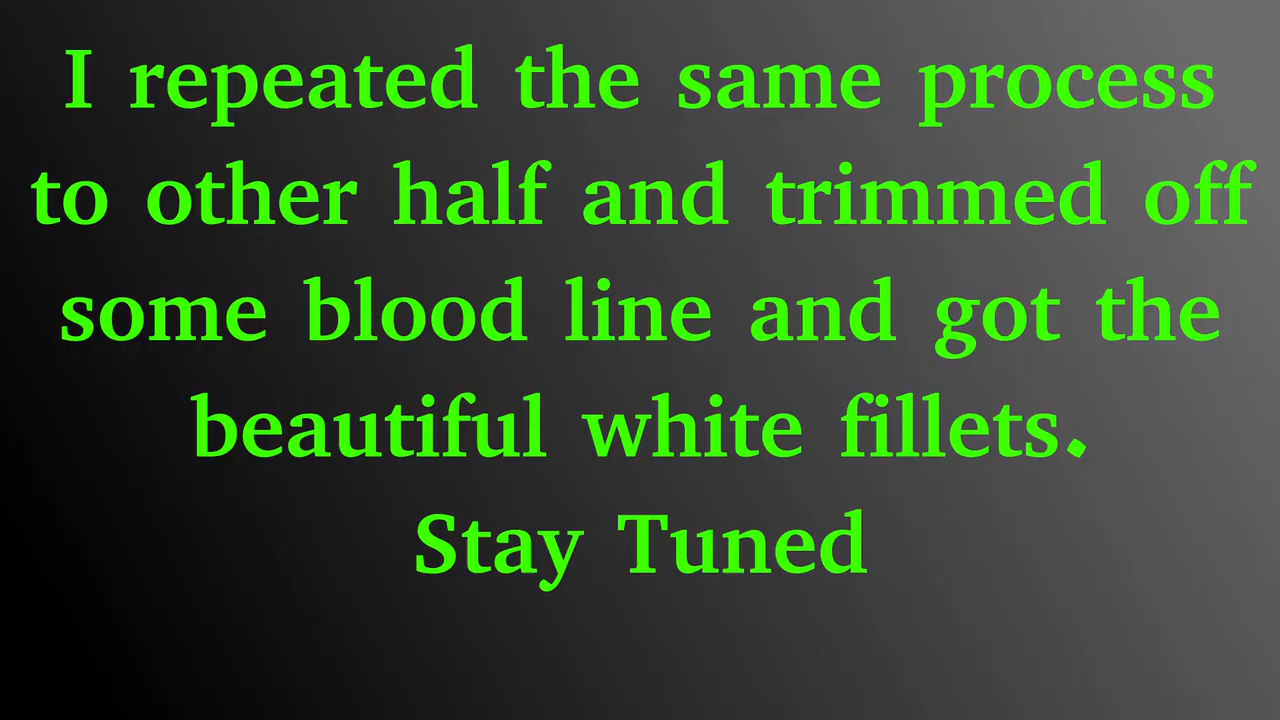 I repeated the same process
to other half and trimmed off
some blood line and got the
beautiful white fillets.
Stay Tuned